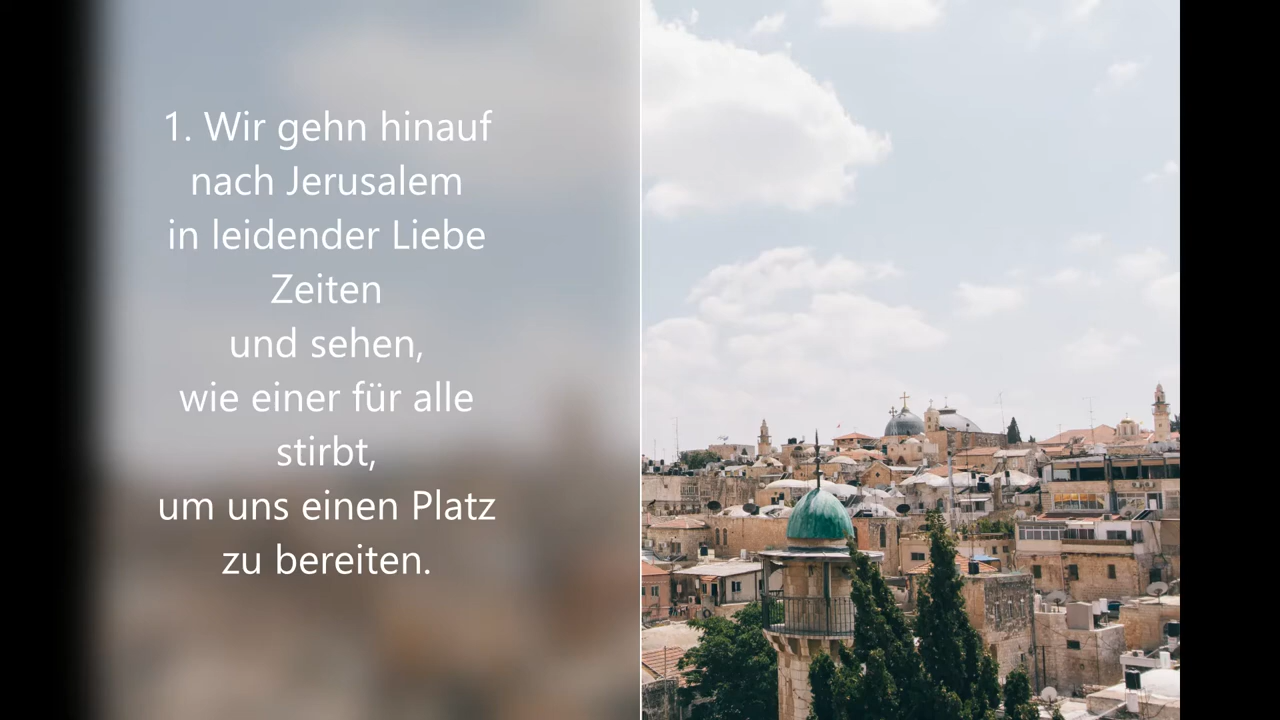 1. Wir gehn hinauf
nach Jerusalem
in leidender Liebe
Zeiten
und sehen,
wie einer für alle
stirbt,
um uns einen Platz
zu bereiten.